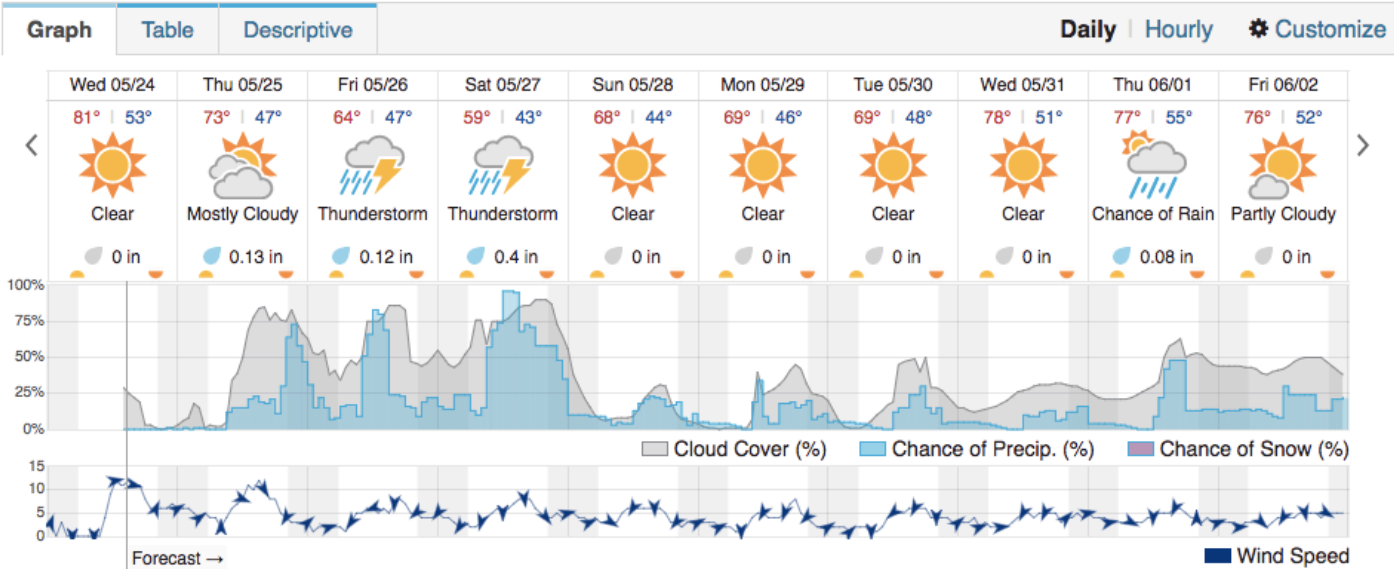 Graph Table Descriptive Daily | Hourly Customize
Wed 05/24 Thu 05/25 Fri 05/26 Sat 05/27 Sun 05/28 Mon 05/29 Tue 05/30 Wed 05/31 Thu 06/01 Fri 06/02
81° | 53° 73° | 47° 64° | 47° 59° | 43° 68° | 44° 69° | 46° 69° | 48° 78° | 51° 77° | 55° 76° | 52°
Clear Mostly Cloudy Thunderstorm Thunderstorm Clear Clear Clear Clear Chance of Rain Partly Cloudy
0 in 0.13 in 0.12 in 0.4 in 0 in 0 in 0 in 0 in 0.08 in 0 in
100%
75%
50%
25%
0%
Cloud Cover (%) Chance of Precip. (%) Chance of Snow (%)
15
10
5
0
Forecast → Wind Speed